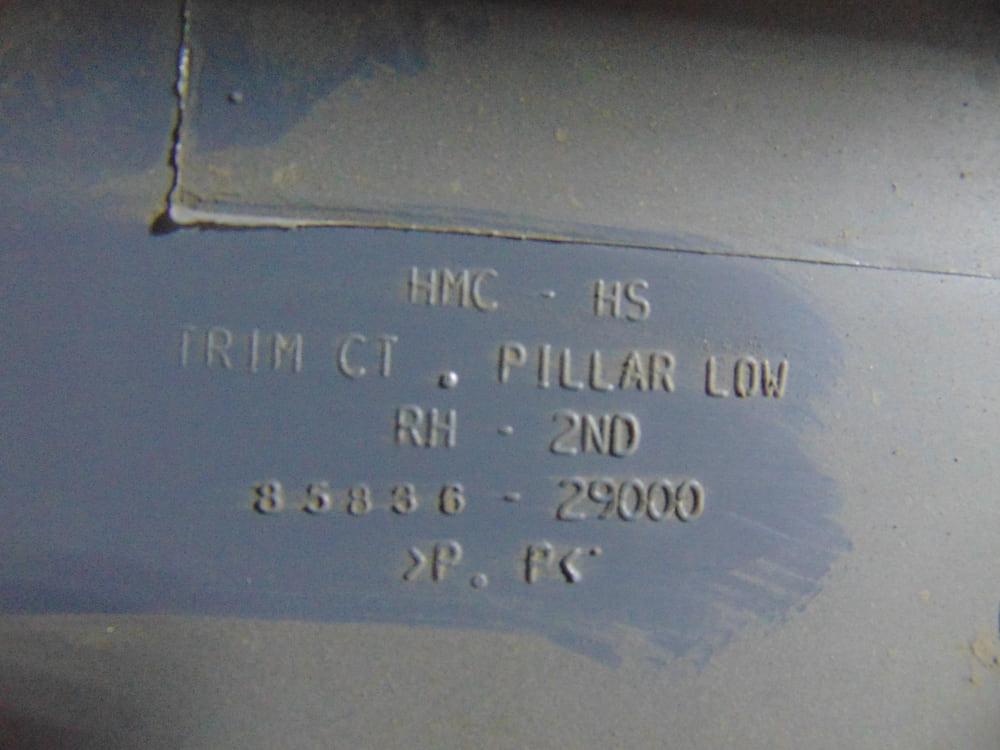 HMC - HS
TRIM CT . PILLAR LOW
RH - 2ND
85836 - 29000
>P. P<